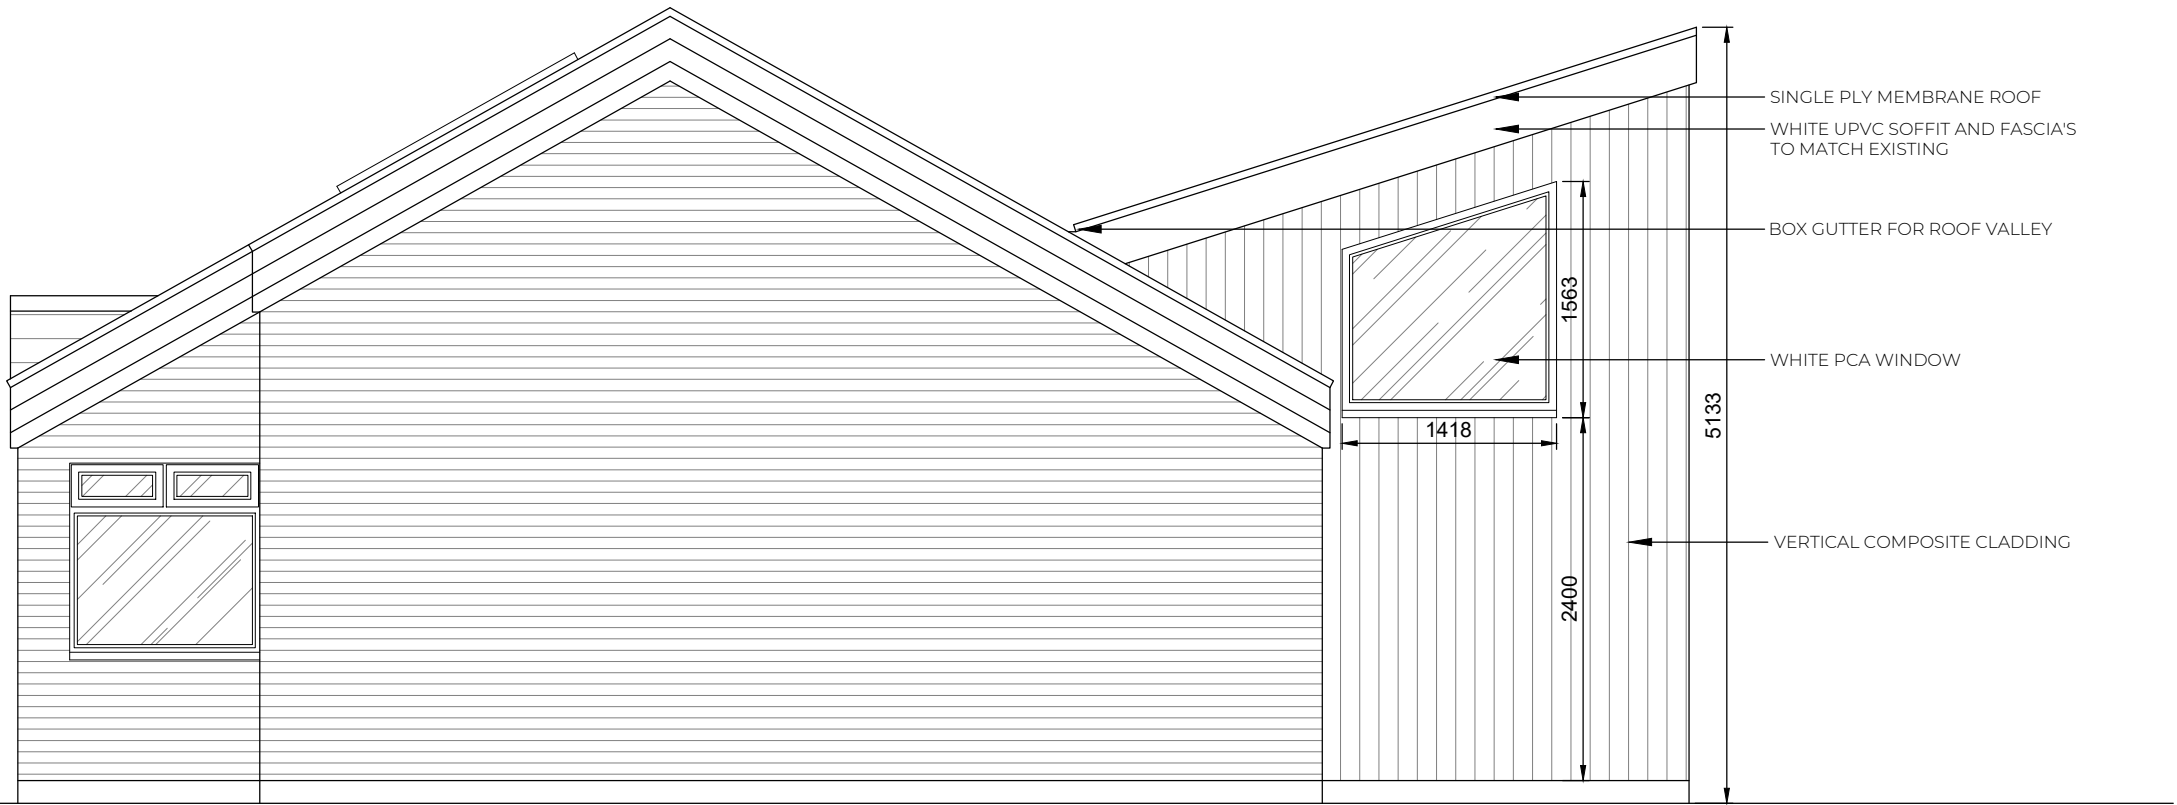 SINGLE PLY MEMBRANE ROOF
WHITE UPVC SOFFIT AND FASCIA'S
TO MATCH EXISTING
BOX GUTTER FOR ROOF VALLEY
1563
WHITE PCA WINDOW
5133
1418
VERTICAL COMPOSITE CLADDING
2400